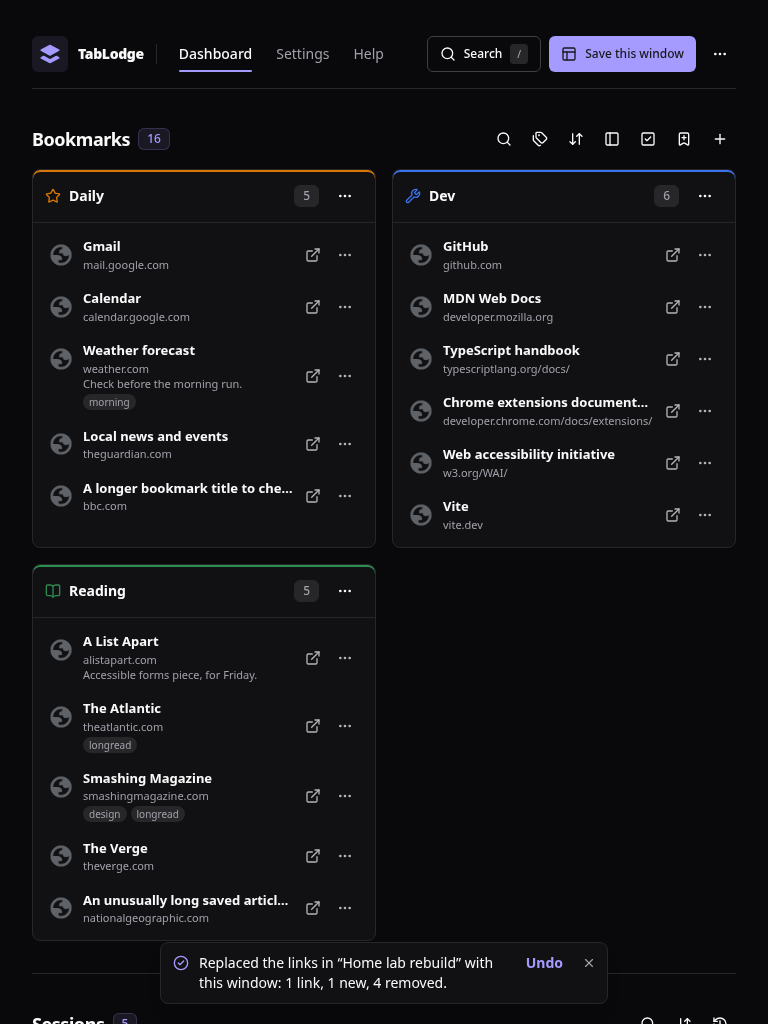 TabLodge
Dashboard
Settings
Help
Search /
Save this window
Bookmarks 16
Daily 5
Gmail
mail.google.com
Calendar
calendar.google.com
Weather forecast
weather.com
Check before the morning run.
morning
Local news and events
theguardian.com
A longer bookmark title to che...
bbc.com
Dev 6
GitHub
github.com
MDN Web Docs
developer.mozilla.org
TypeScript handbook
typescriptlang.org/docs/
Chrome extensions document...
developer.chrome.com/docs/extensions/
Web accessibility initiative
w3.org/WAI/
Vite
vite.dev
Reading 5
A List Apart
alistapart.com
Accessible forms piece, for Friday.
The Atlantic
theatlantic.com
longread
Smashing Magazine
smashingmagazine.com
design longread
The Verge
theverge.com
An unusually long saved articl...
nationalgeographic.com
Replaced the links in “Home lab rebuild” with
this window: 1 link, 1 new, 4 removed.
Undo
Sessions 5